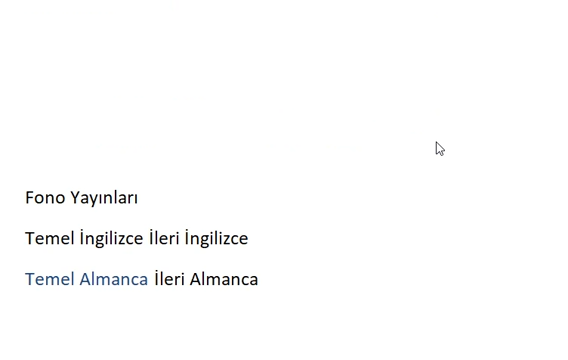 Fono Yayınları
Temel İngilizce İleri İngilizce
Temel Almanca İleri Almanca